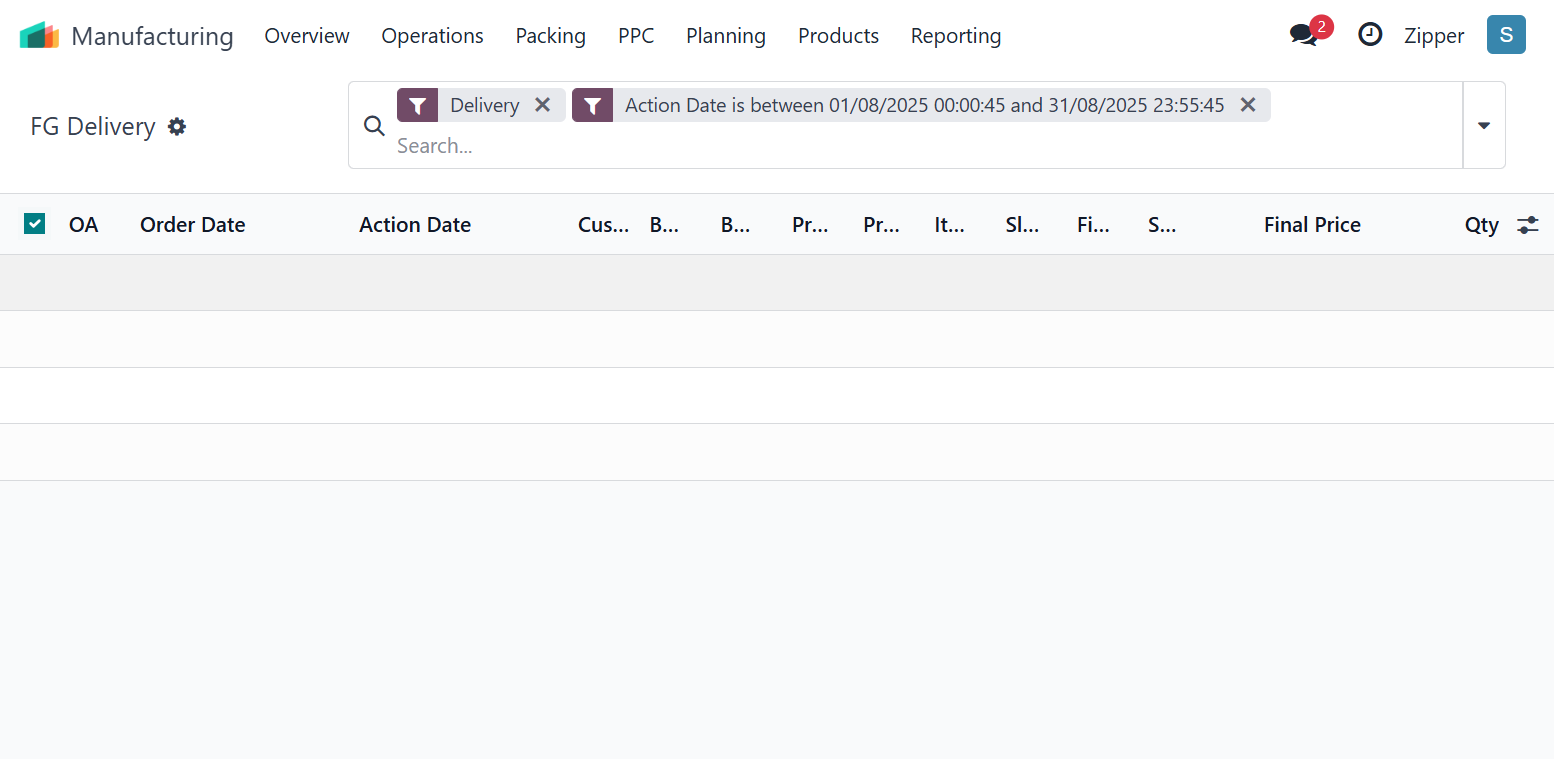 Manufacturing Overview Operations Packing PPC Planning Products Reporting 2 Zipper S
Delivery Action Date is between 01/08/2025 00:00:45 and 31/08/2025 23:55:45
FG Delivery
Search...
OA Order Date Action Date Cus... B... B... Pr... Pr... It... Sl... Fi... S... Final Price Qty